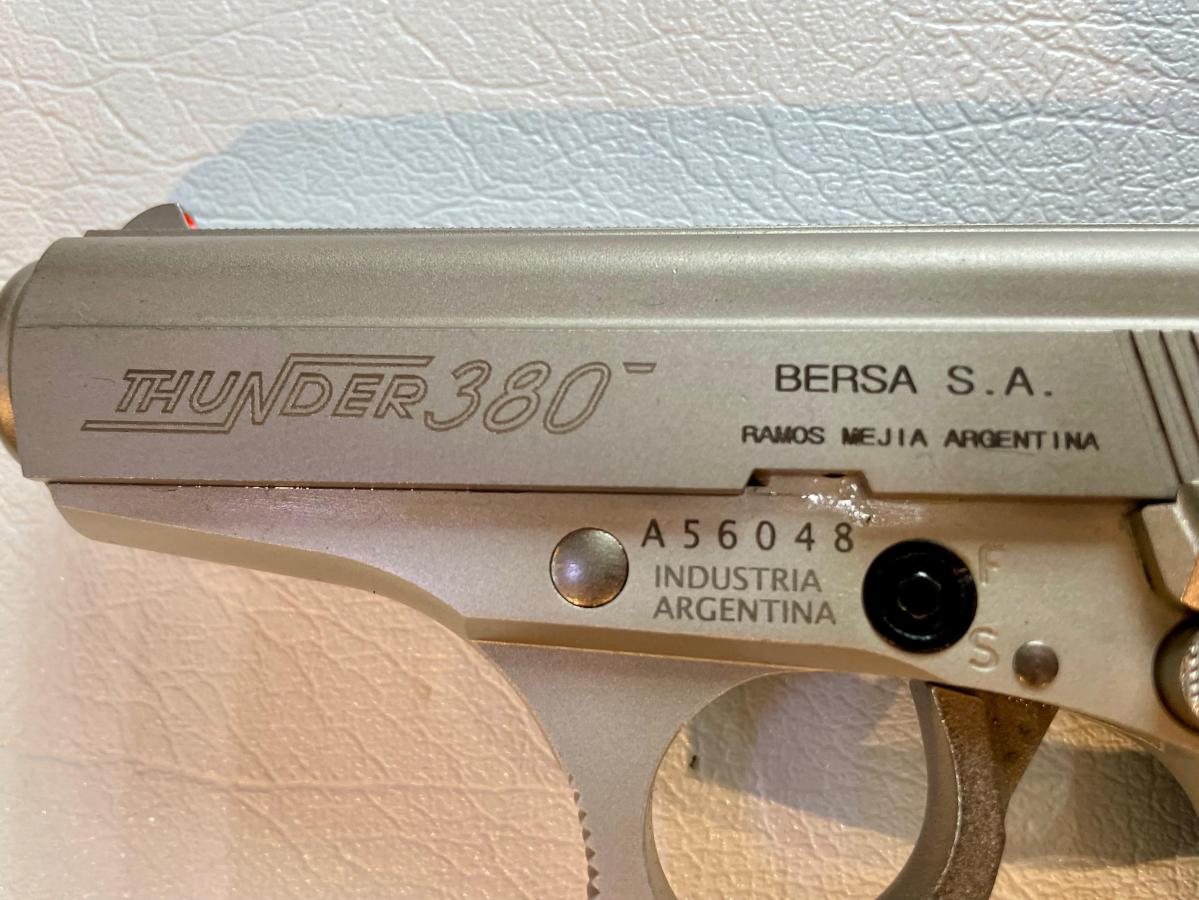 THUNDER 380
BERSA S.A.
RAMOS MEJIA ARGENTINA
A56048
INDUSTRIA
ARGENTINA
F
S